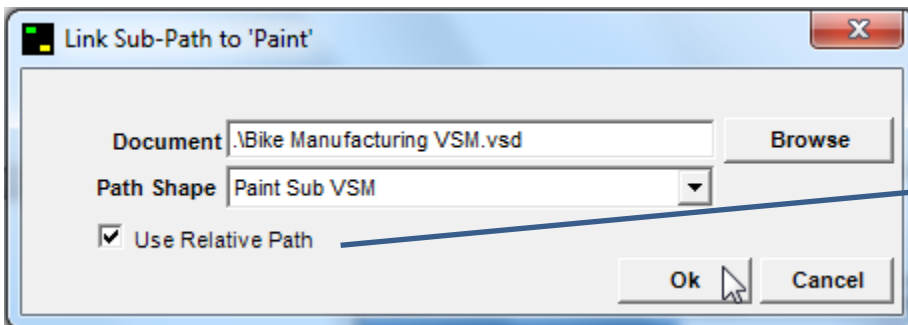 Link Sub-Path to 'Paint'
Document .\Bike Manufacturing VSM.vsd Browse
Path Shape Paint Sub VSM
Use Relative Path
Ok Cancel